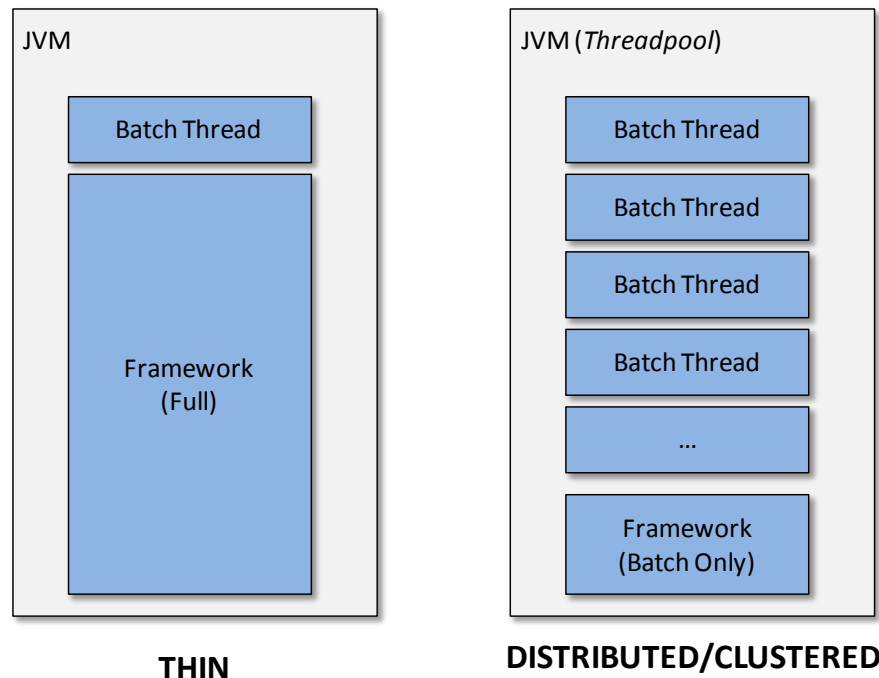 JVM
Batch Thread
Framework
(Full)
THIN
JVM (Threadpool)
Batch Thread
Batch Thread
Batch Thread
Batch Thread
...
Framework
(Batch Only)
DISTRIBUTED/CLUSTERED